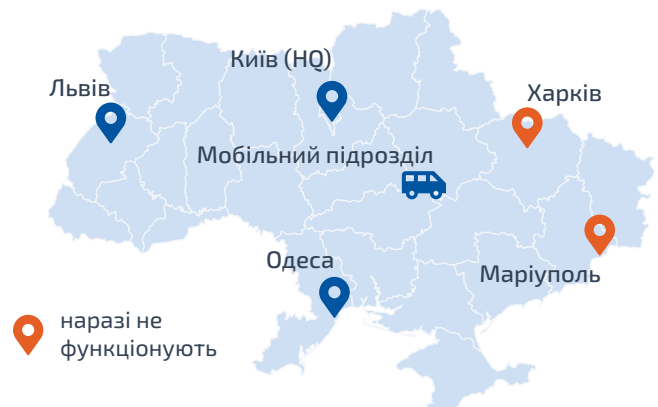 Київ (HQ)
Львів
Харків
Мобільний підрозділ
Одеса
Маріуполь
наразі не
функціонують